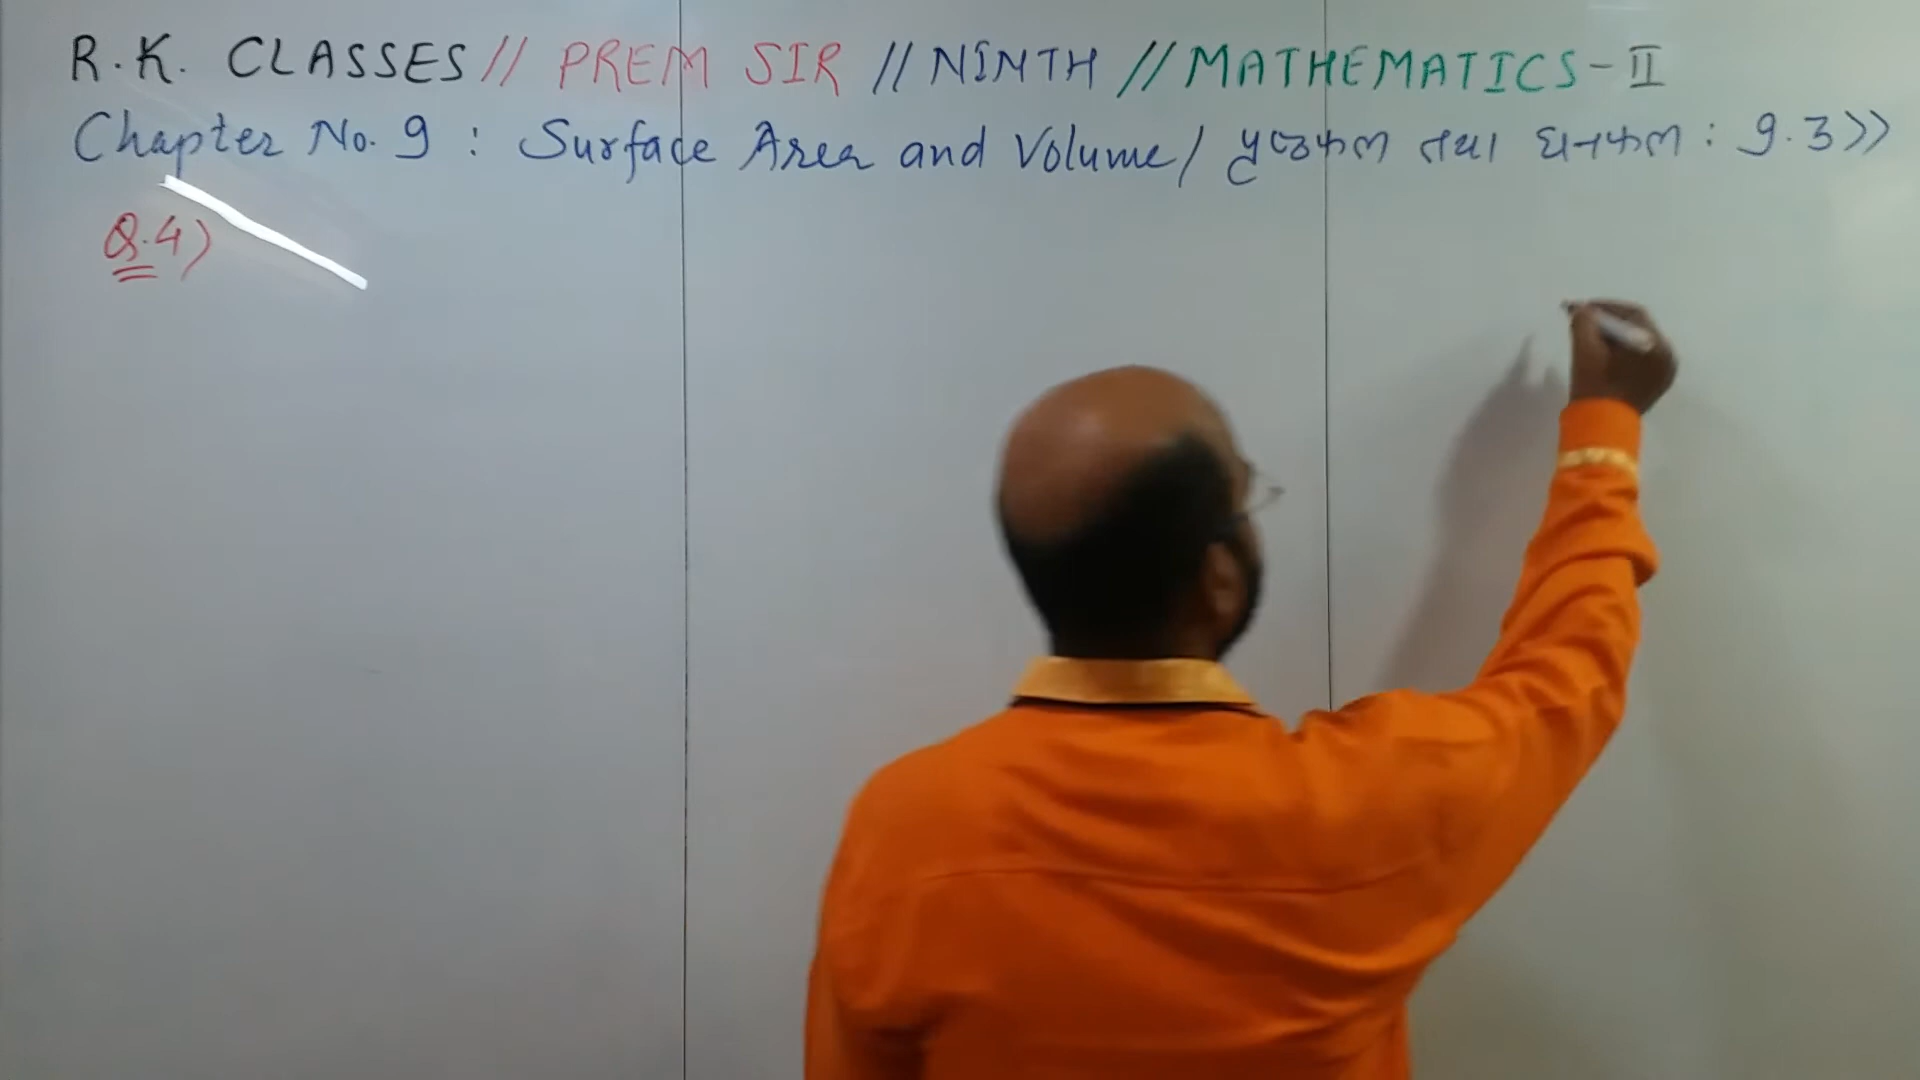 R.K. CLASSES // PREM SIR // NINTH // MATHEMATICS - II
Chapter No. 9 : Surface Area and Volume / पृष्ठफल तथा घनफल : 9.3 >>
Q.4)